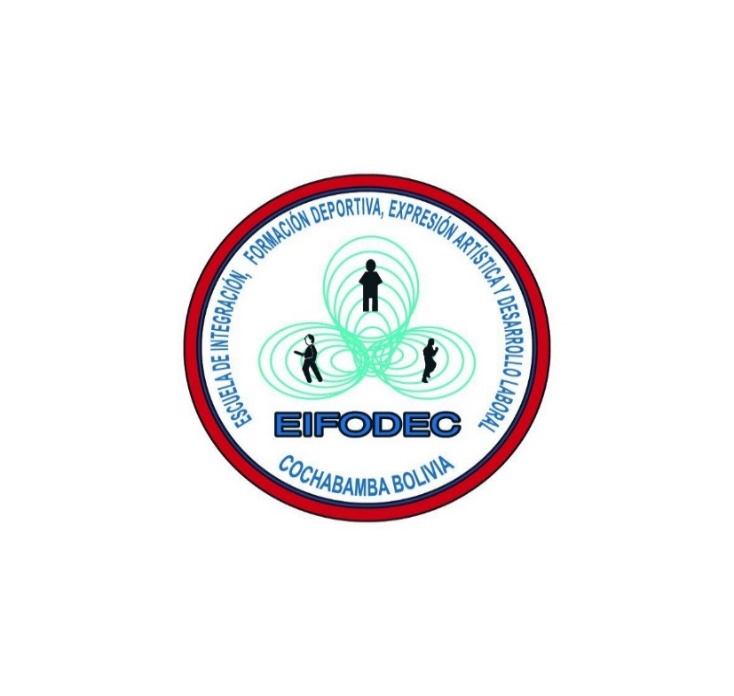 ESCUELA DE INTEGRACIÓN, FORMACIÓN DEPORTIVA, EXPRESIÓN ARTÍSTICA Y DESARROLLO LABORAL
EIFODEC
COCHABAMBA BOLIVIA